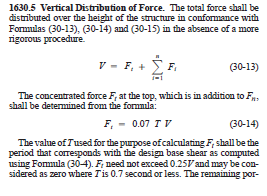 1630.5 Vertical Distribution of Force. The total force shall be
distributed over the height of the structure in conformance with
Formulas (30-13), (30-14) and (30-15) in the absence of a more
rigorous procedure.
V = Fₜ + n ∑ i=1 Fᵢ (30-13)
The concentrated force Fₜ at the top, which is in addition to Fₙ,
shall be determined from the formula:
Fₜ = 0.07 T V (30-14)
The value of T used for the purpose of calculating Fₜ shall be the
period that corresponds with the design base shear as computed
using Formula (30-4). Fₜ need not exceed 0.25V and may be con-
sidered as zero where T is 0.7 second or less. The remaining por-